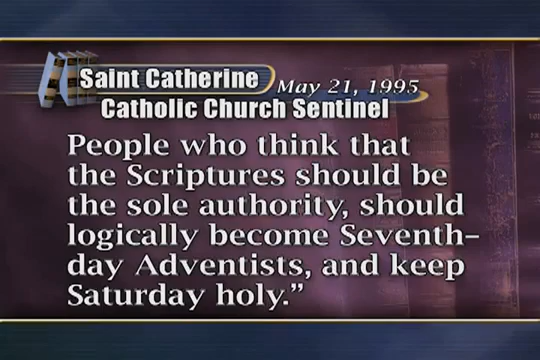 Saint Catherine May 21, 1995
Catholic Church Sentinel
People who think that
the Scriptures should be
the sole authority, should
logically become Seventh-
day Adventists, and keep
Saturday holy.”